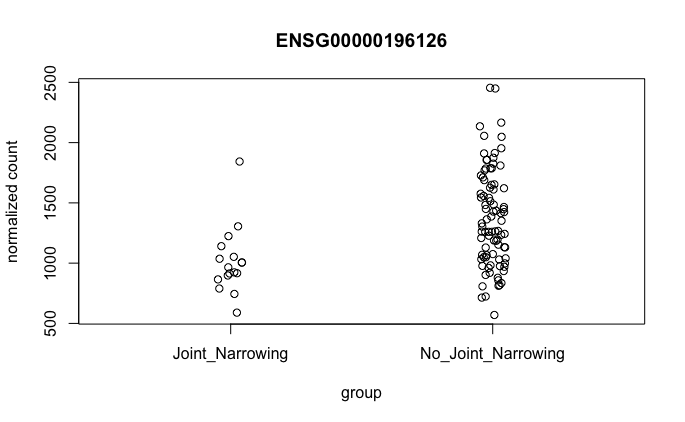 ENSG00000196126
normalized count
2500
2000
1500
1000
500
Joint_Narrowing
No_Joint_Narrowing
group